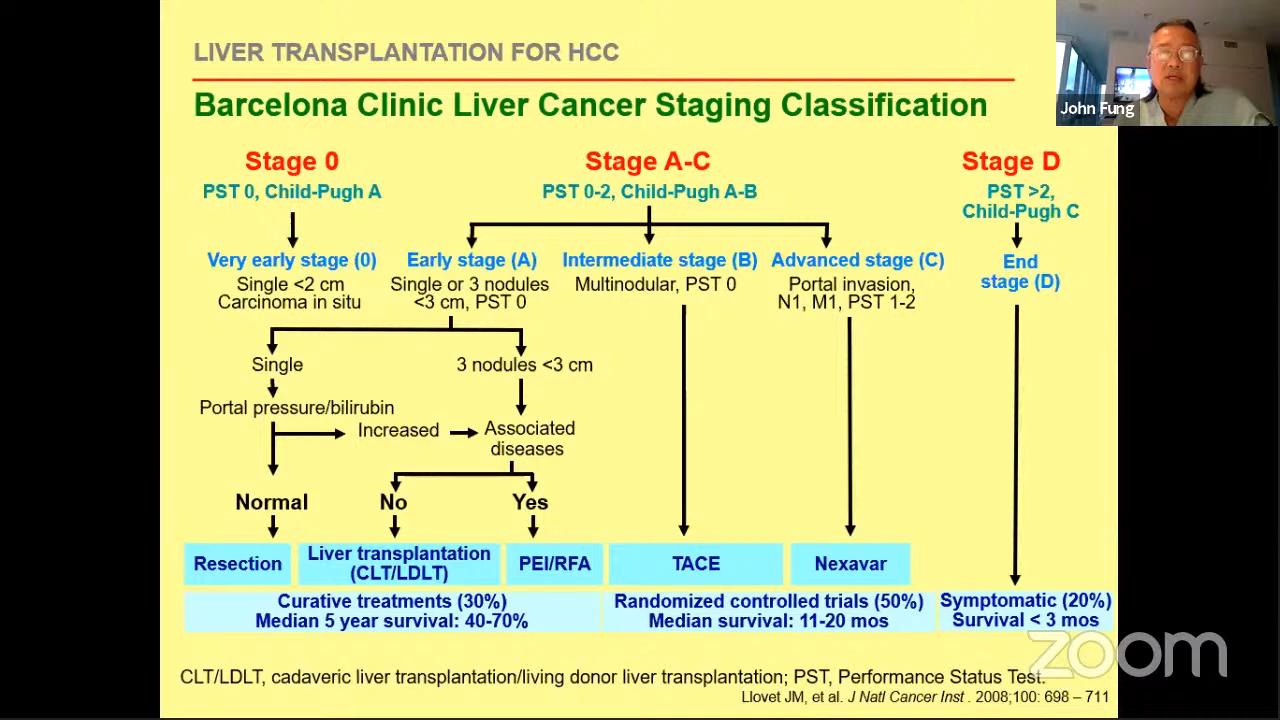 LIVER TRANSPLANTATION FOR HCC
John Fung
Barcelona Clinic Liver Cancer Staging Classification
Stage 0
Stage A-C
Stage D
PST 0, Child-Pugh A
PST 0-2, Child-Pugh A-B
PST >2,
Child-Pugh C
Very early stage (0)
Single <2 cm
Carcinoma in situ
Early stage (A)
Single or 3 nodules
<3 cm, PST 0
Intermediate stage (B)
Multinodular, PST 0
Advanced stage (C)
Portal invasion,
N1, M1, PST 1-2
End
stage (D)
Single
3 nodules <3 cm
Portal pressure/bilirubin
Increased
Associated
diseases
Normal
No
Yes
Resection
Liver transplantation
(CLT/LDLT)
PEI/RFA
TACE
Nexavar
Curative treatments (30%)
Median 5 year survival: 40-70%
Randomized controlled trials (50%)
Median survival: 11-20 mos
Symptomatic (20%)
Survival < 3 mos
zoom
CLT/LDLT, cadaveric liver transplantation/living donor liver transplantation; PST, Performance Status Test.
Llovet JM, et al. J Natl Cancer Inst . 2008;100: 698 – 711